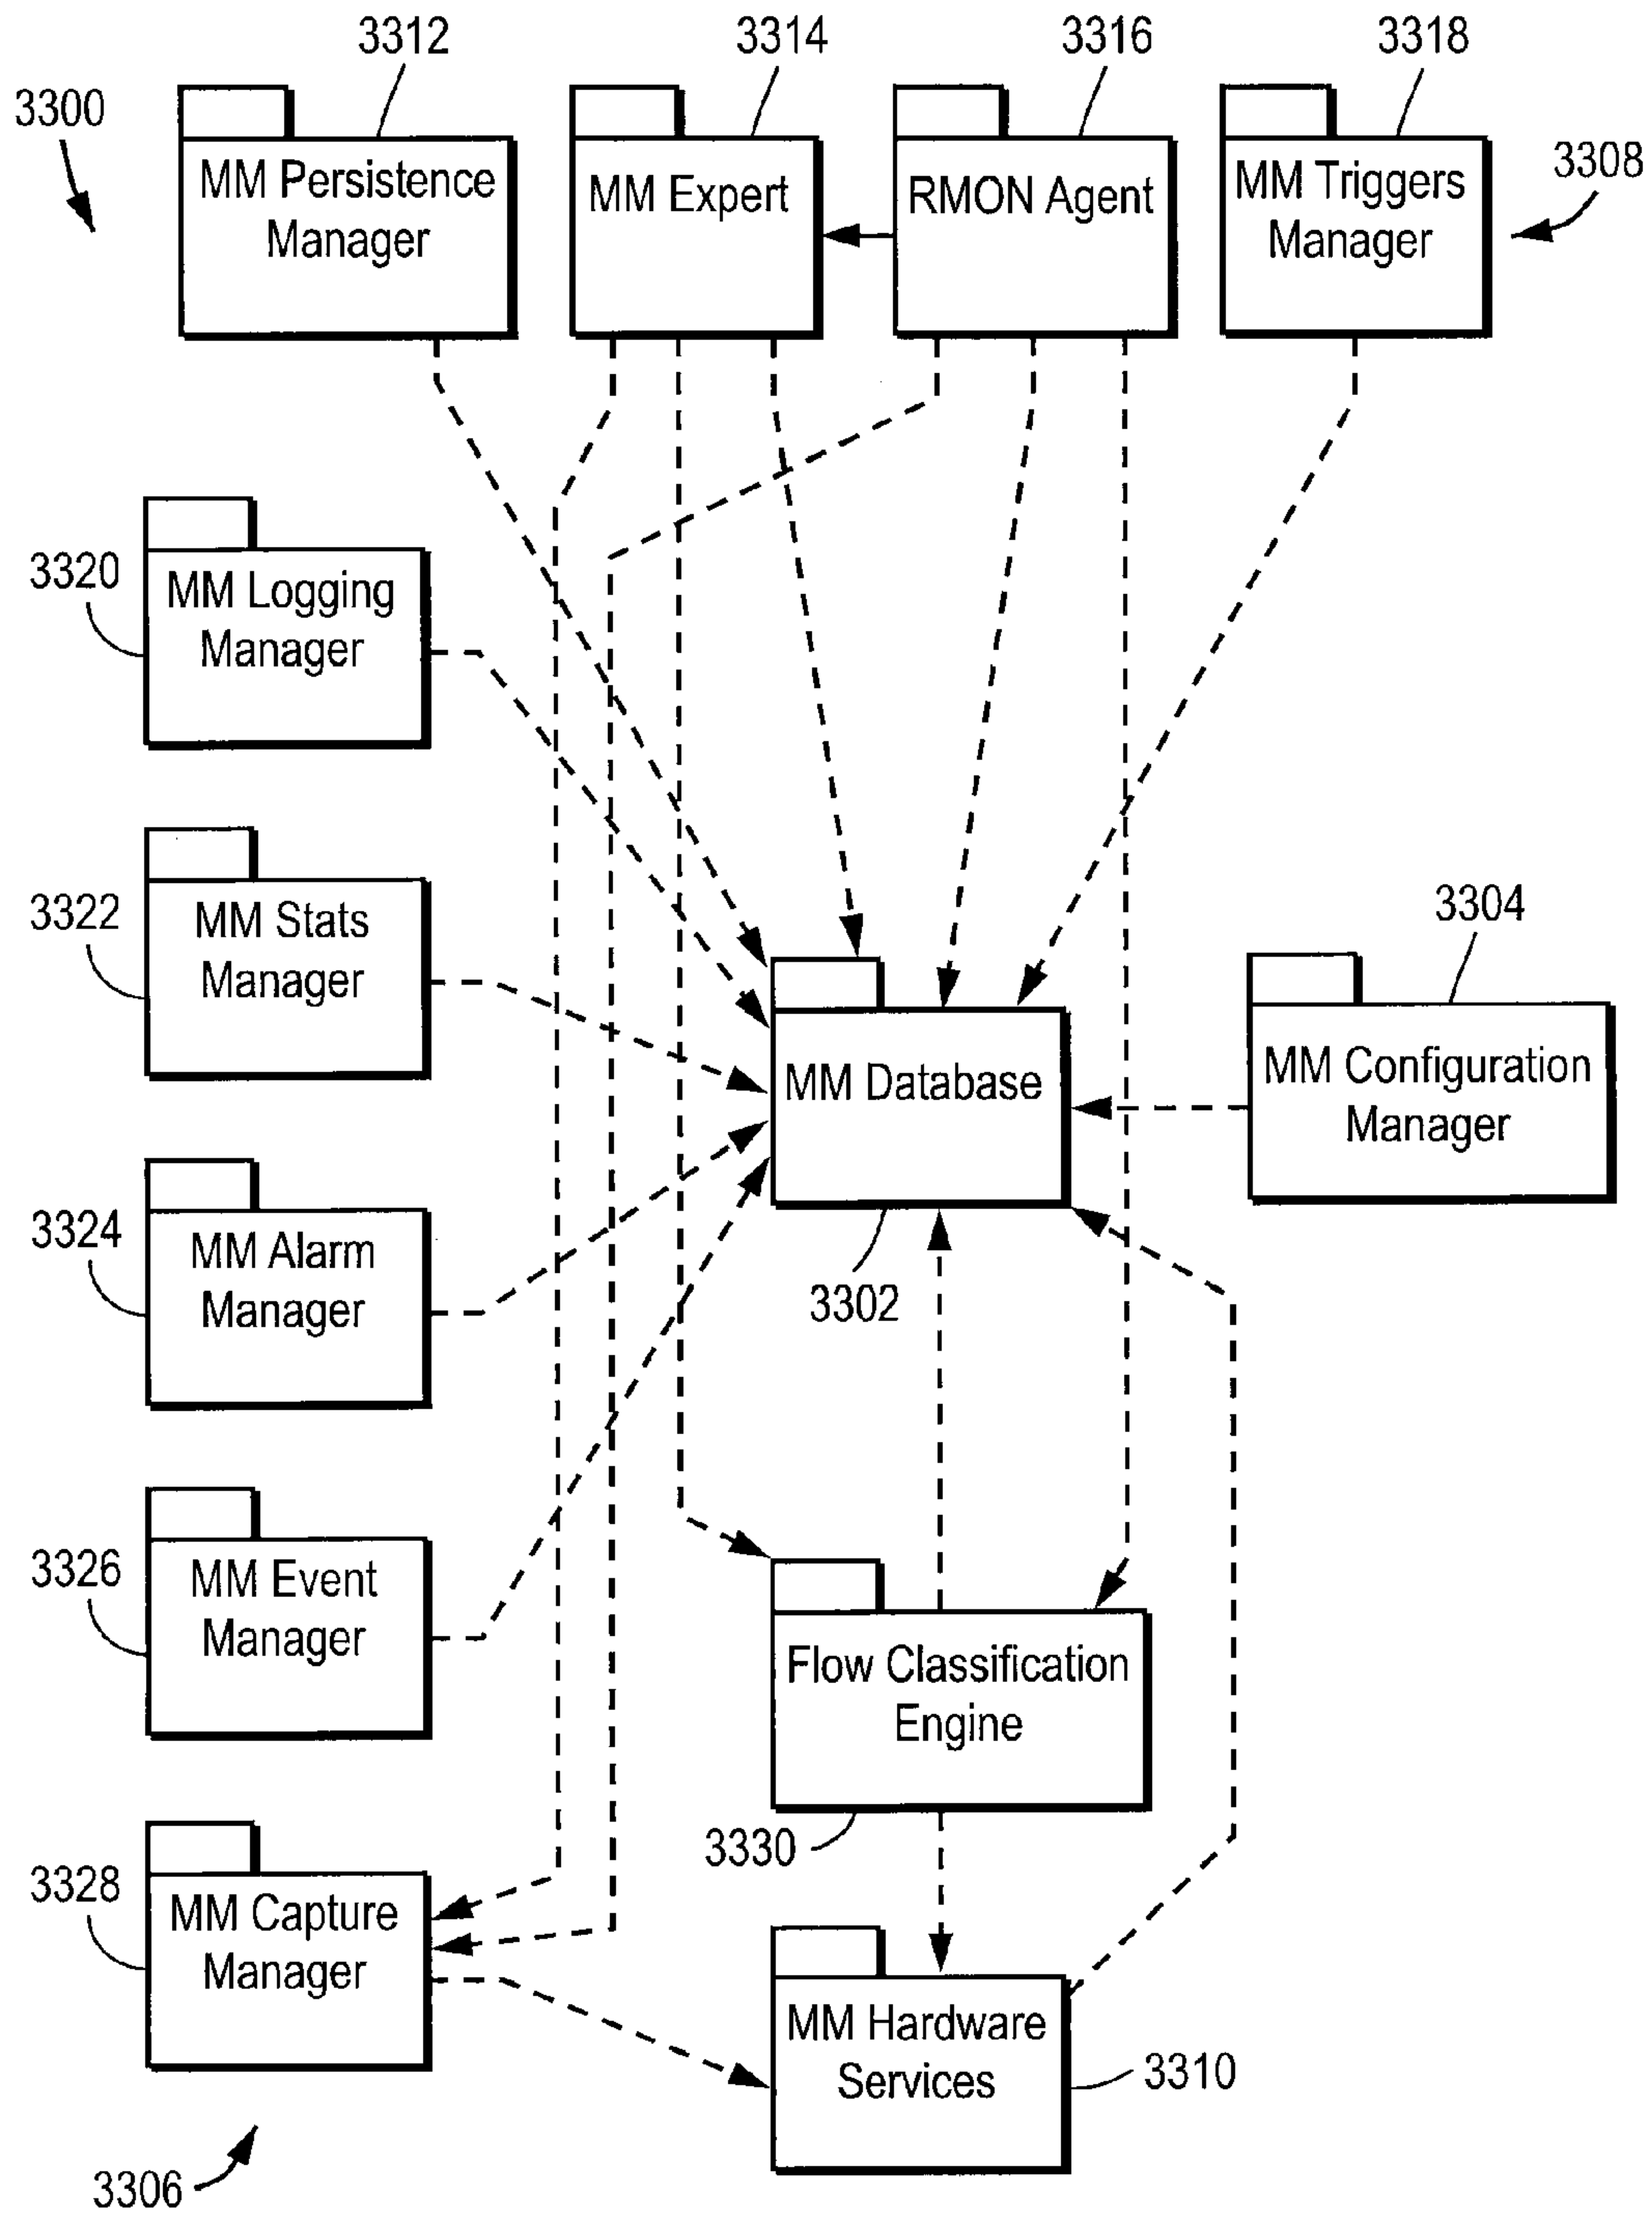 3312
3314
3316
3318
3300
3308
MM Persistence
Manager
MM Expert
RMON Agent
MM Triggers
Manager
3320
MM Logging
Manager
3322
MM Stats
Manager
3304
MM Database
MM Configuration
Manager
3324
MM Alarm
Manager
3302
3326
MM Event
Manager
Flow Classification
Engine
3330
3328
MM Capture
Manager
MM Hardware
Services
3310
3306